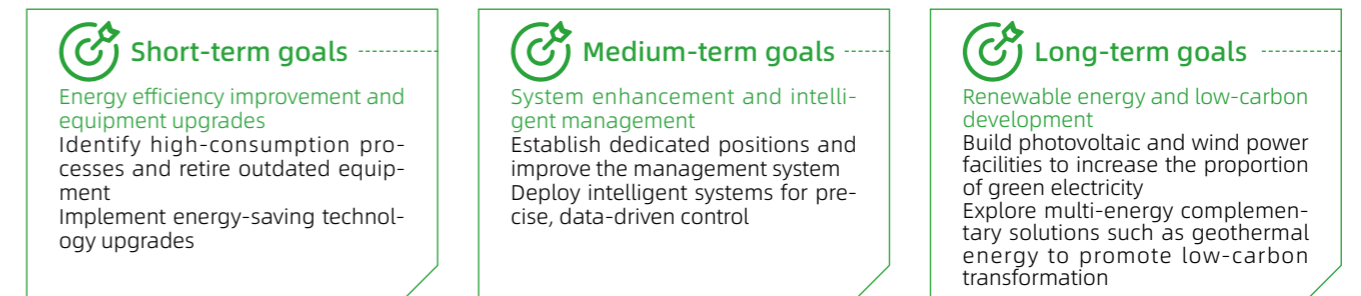 Short-term goals
Energy efficiency improvement and
equipment upgrades
Identify high-consumption pro-
cesses and retire outdated equip-
ment
Implement energy-saving technol-
ogy upgrades
Medium-term goals
System enhancement and intelli-
gent management
Establish dedicated positions and
improve the management system
Deploy intelligent systems for pre-
cise, data-driven control
Long-term goals
Renewable energy and low-carbon
development
Build photovoltaic and wind power
facilities to increase the proportion
of green electricity
Explore multi-energy complemen-
tary solutions such as geothermal
energy to promote low-carbon
transformation